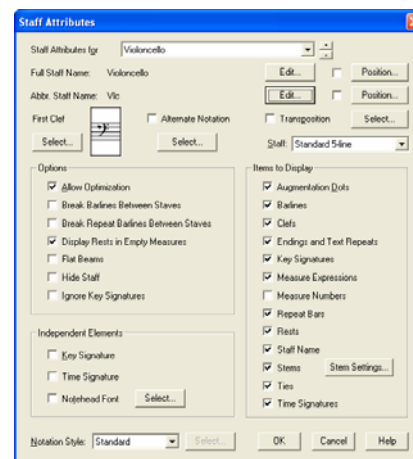 Staff Attributes
Staff Attributes for Violoncello
Full Staff Name: Violoncello Edit... Position...
Abbr. Staff Name: Vlc Edit... Position...
First Clef Alternate Notation Transposition Select...
Select... Select... Staff: Standard 5-line
Options
Allow Optimization
Break Barlines Between Staves
Break Repeat Barlines Between Staves
Display Rests in Empty Measures
Flat Beams
Hide Staff
Ignore Key Signatures
Independent Elements
Key Signature
Time Signature
Notehead Font Select...
Items to Display
Augmentation Dots
Barlines
Clefs
Endings and Text Repeats
Key Signatures
Measure Expressions
Measure Numbers
Repeat Bars
Rests
Staff Name
Stems Stem Settings...
Ties
Time Signatures
Notation Style: Standard Select... OK Cancel Help